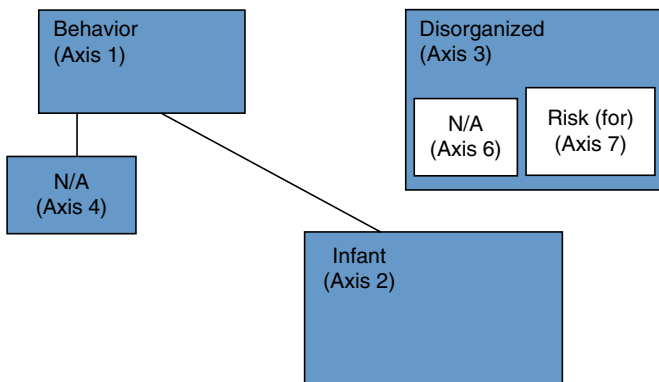 Behavior
(Axis 1)
Disorganized
(Axis 3)
N/A
(Axis 6)
Risk (for)
(Axis 7)
N/A
(Axis 4)
Infant
(Axis 2)